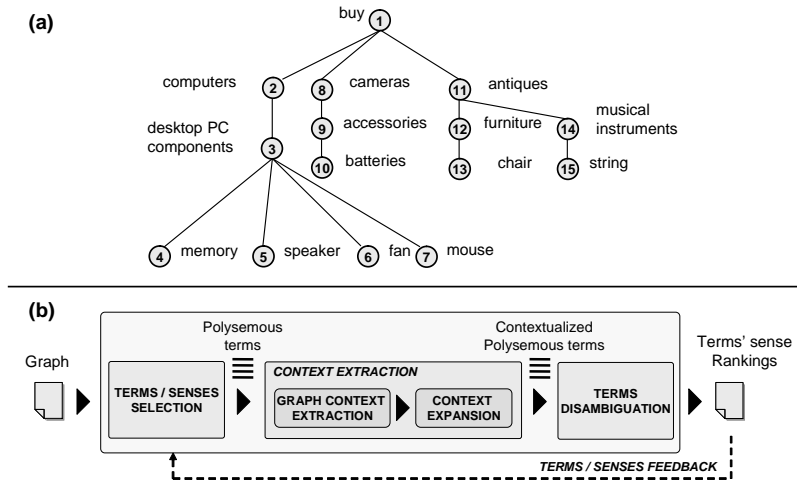 (a)
buy
1
computers
2
8
cameras
11
antiques
desktop PC
components
3
9
accessories
12
furniture
14
musical
instruments
10
batteries
13
chair
15
string
4
memory
5
speaker
6
fan
7
mouse
(b)
Graph
Polysemous
terms
Contextualized
Polysemous terms
Terms' sense
Rankings
TERMS / SENSES
SELECTION
CONTEXT EXTRACTION
GRAPH CONTEXT
EXTRACTION
CONTEXT
EXPANSION
TERMS
DISAMBIGUATION
TERMS / SENSES FEEDBACK